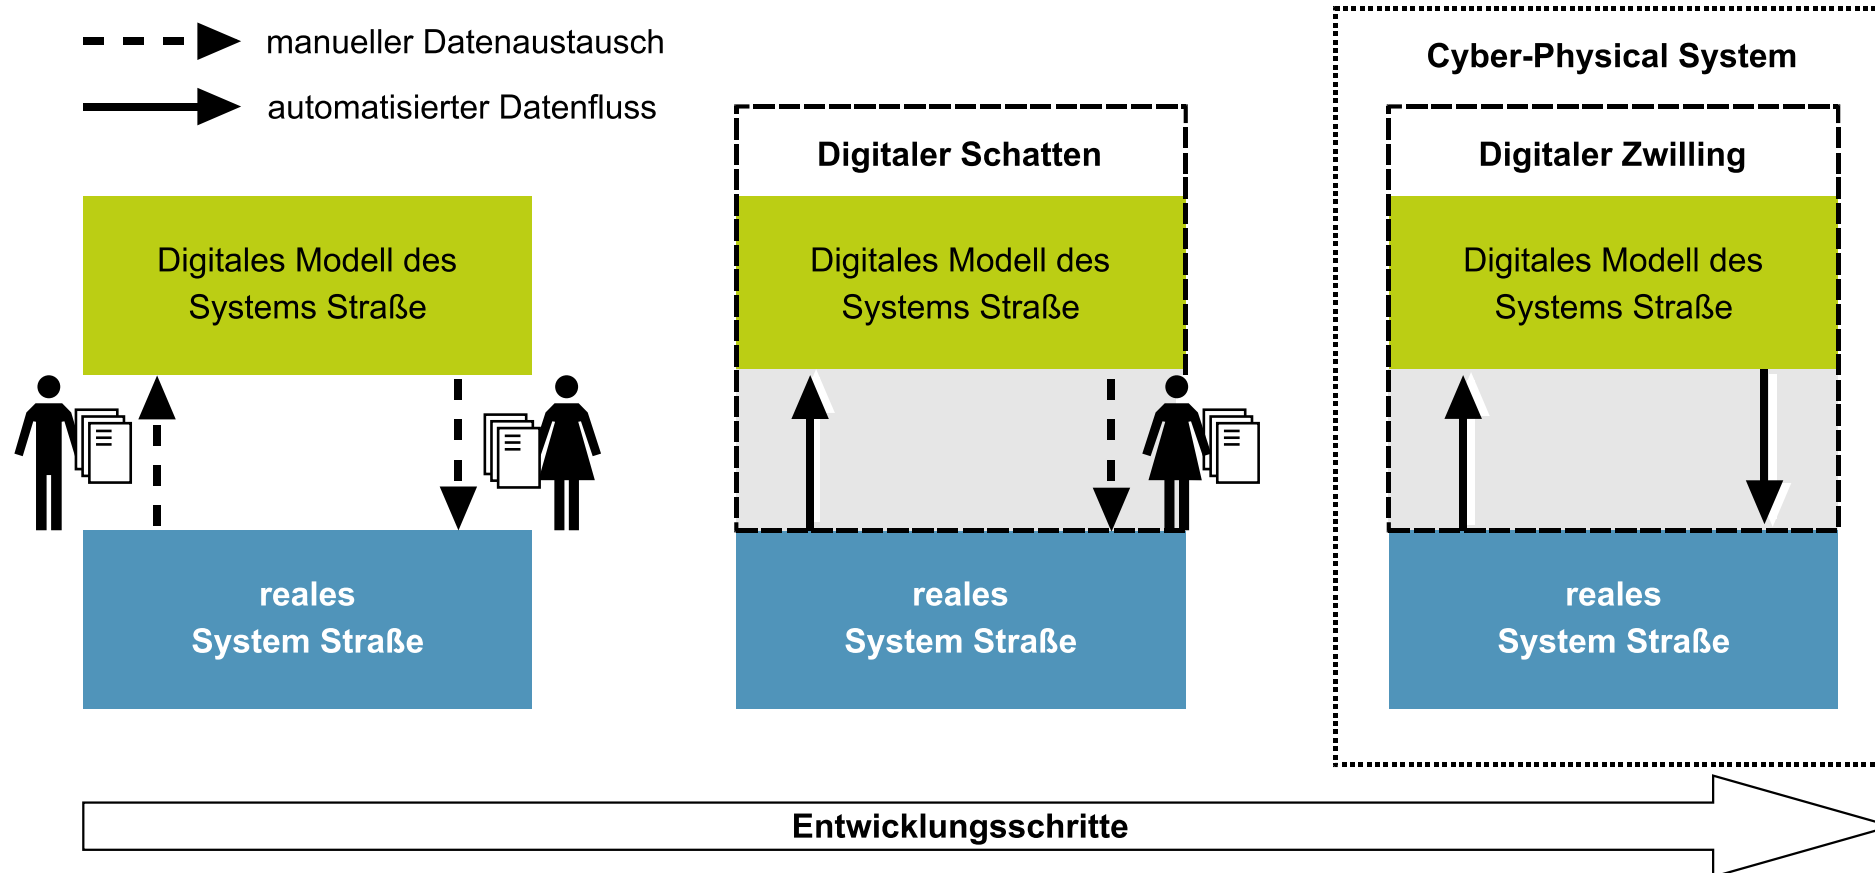 manueller Datenaustausch
automatisierter Datenfluss
Digitales Modell des
Systems Straße
reales
System Straße
Digitaler Schatten
Digitales Modell des
Systems Straße
reales
System Straße
Cyber-Physical System
Digitaler Zwilling
Digitales Modell des
Systems Straße
reales
System Straße
Entwicklungsschritte